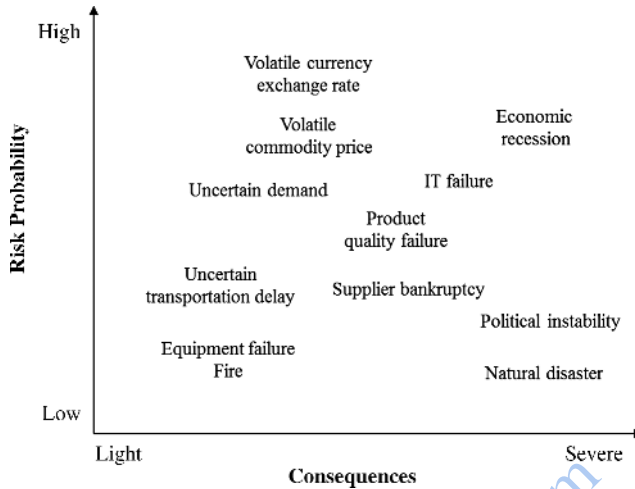 High
Volatile currency
exchange rate
Economic
recession
Volatile
commodity price
IT failure
Uncertain demand
Product
quality failure
Risk Probability
Uncertain
transportation delay
Supplier bankruptcy
Political instability
Equipment failure
Fire
Natural disaster
Low
Light
Severe
Consequences